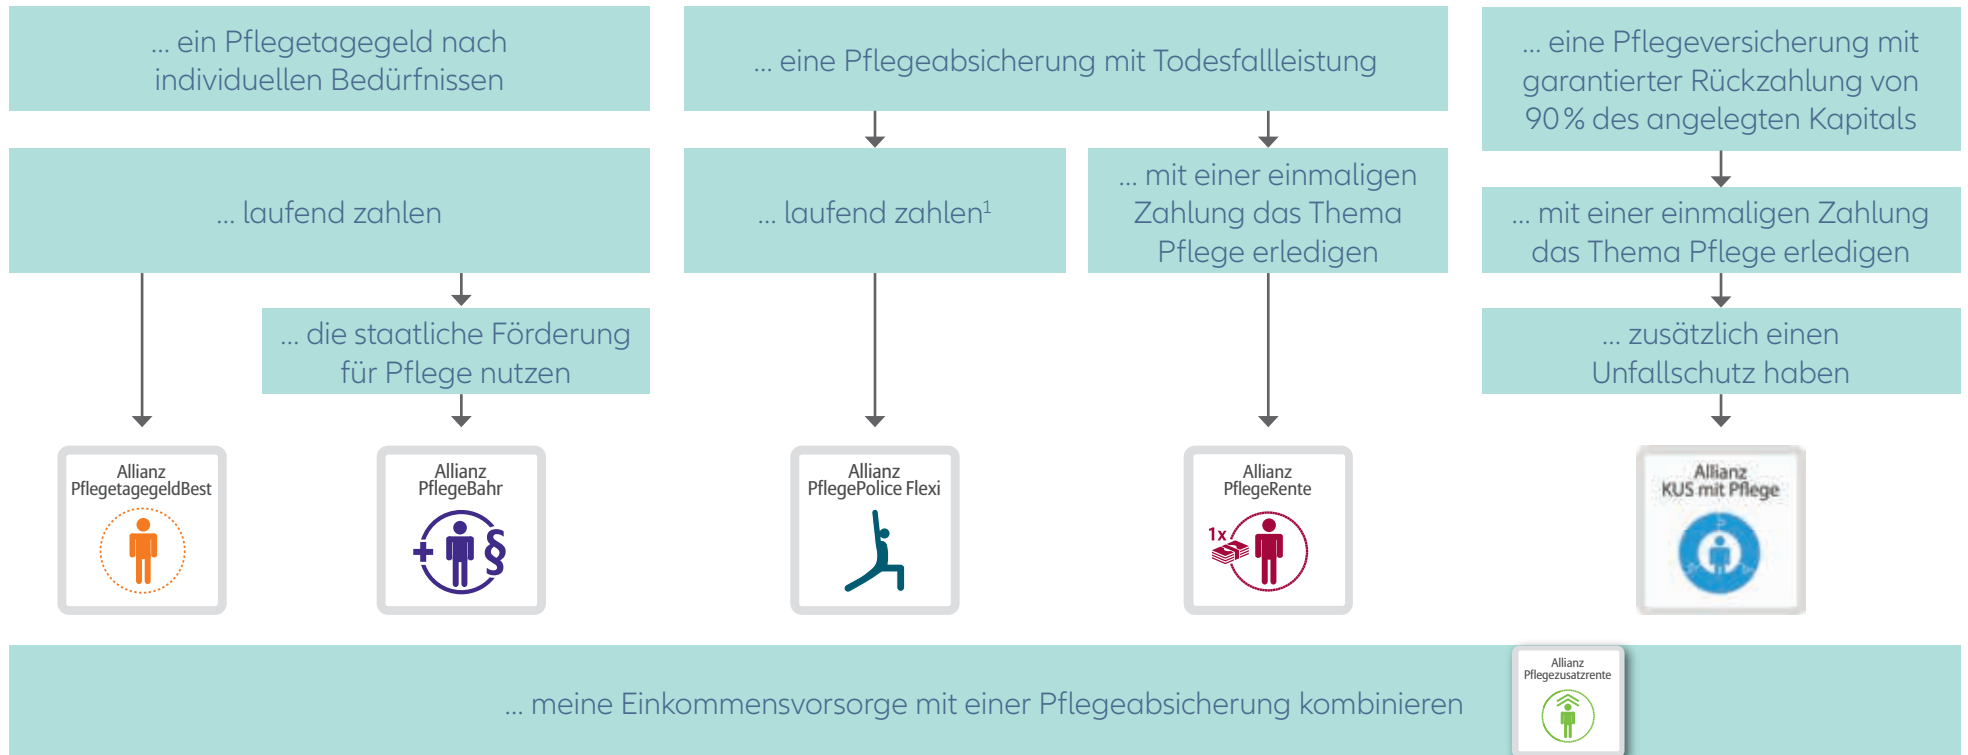 ... ein Pflegetagegeld nach
individuellen Bedürfnissen
... eine Pflegeabsicherung mit Todesfallleistung
... eine Pflegeversicherung mit
garantierter Rückzahlung von
90 % des angelegten Kapitals
... laufend zahlen
... laufend zahlen¹
... mit einer einmaligen
Zahlung das Thema
Pflege erledigen
... mit einer einmaligen Zahlung
das Thema Pflege erledigen
... die staatliche Förderung
für Pflege nutzen
... zusätzlich einen
Unfallschutz haben
Allianz
PflegetagegeldBest
Allianz
PflegeBahr
+ §
Allianz
PflegePolice Flexi
Allianz
PflegeRente
1x
Allianz
KUS mit Pflege
... meine Einkommensvorsorge mit einer Pflegeabsicherung kombinieren
Allianz
Pflegezusatzrente